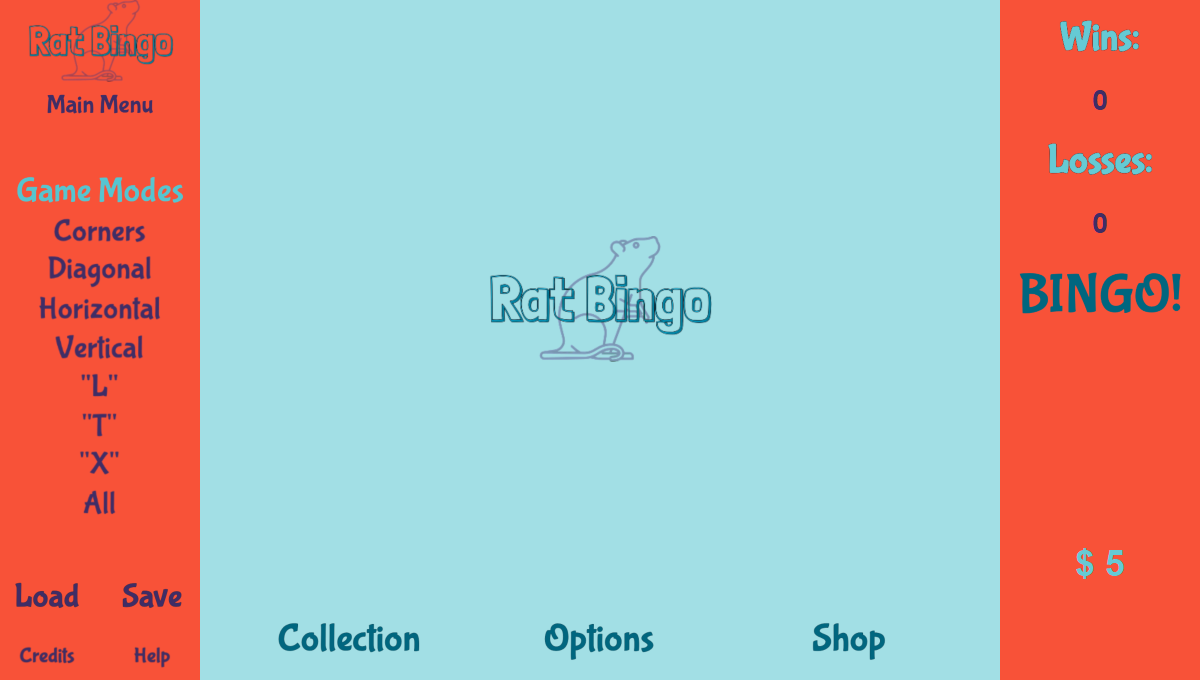 Rat Bingo
Main Menu
Game Modes
Corners
Diagonal
Horizontal
Vertical
"L"
"T"
"X"
All
Load Save
Credits Help
Rat Bingo
Collection Options Shop
Wins:
0
Losses:
0
BINGO!
$ 5